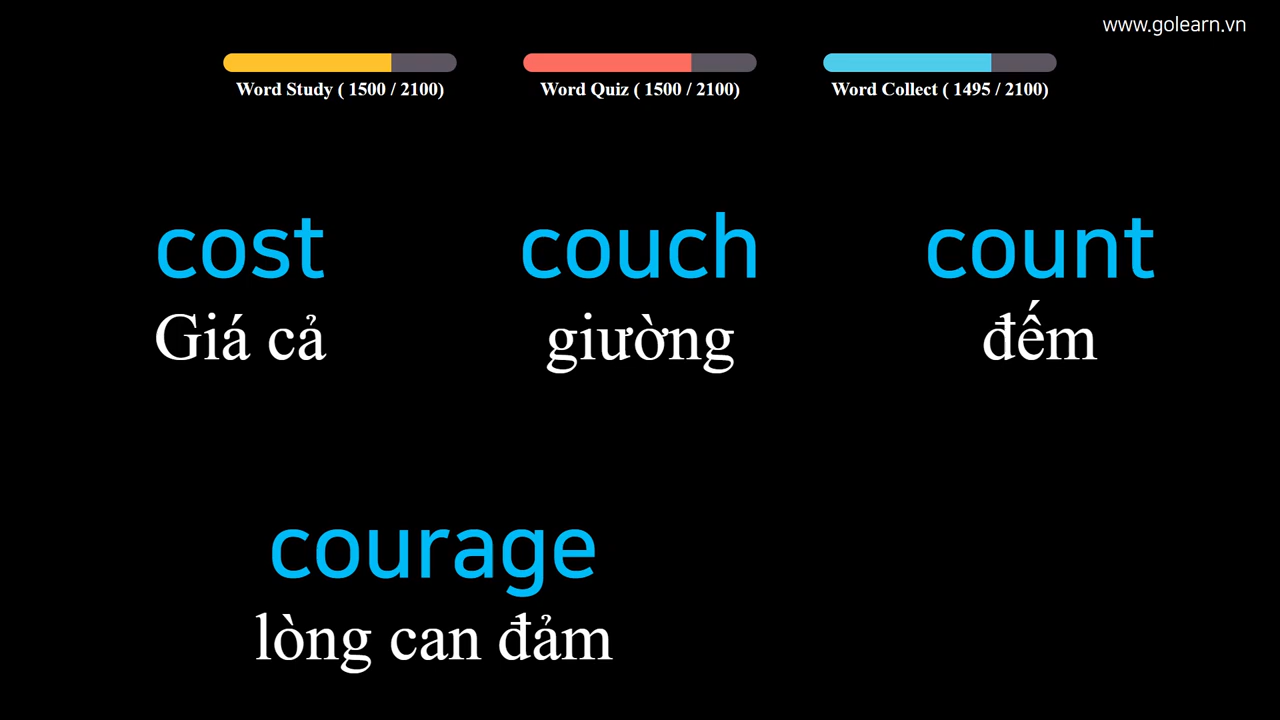 www.golearn.vn
Word Study ( 1500 / 2100)
Word Quiz ( 1500 / 2100)
Word Collect ( 1495 / 2100)
cost
Giá cả
couch
giường
count
đếm
courage
lòng can đảm